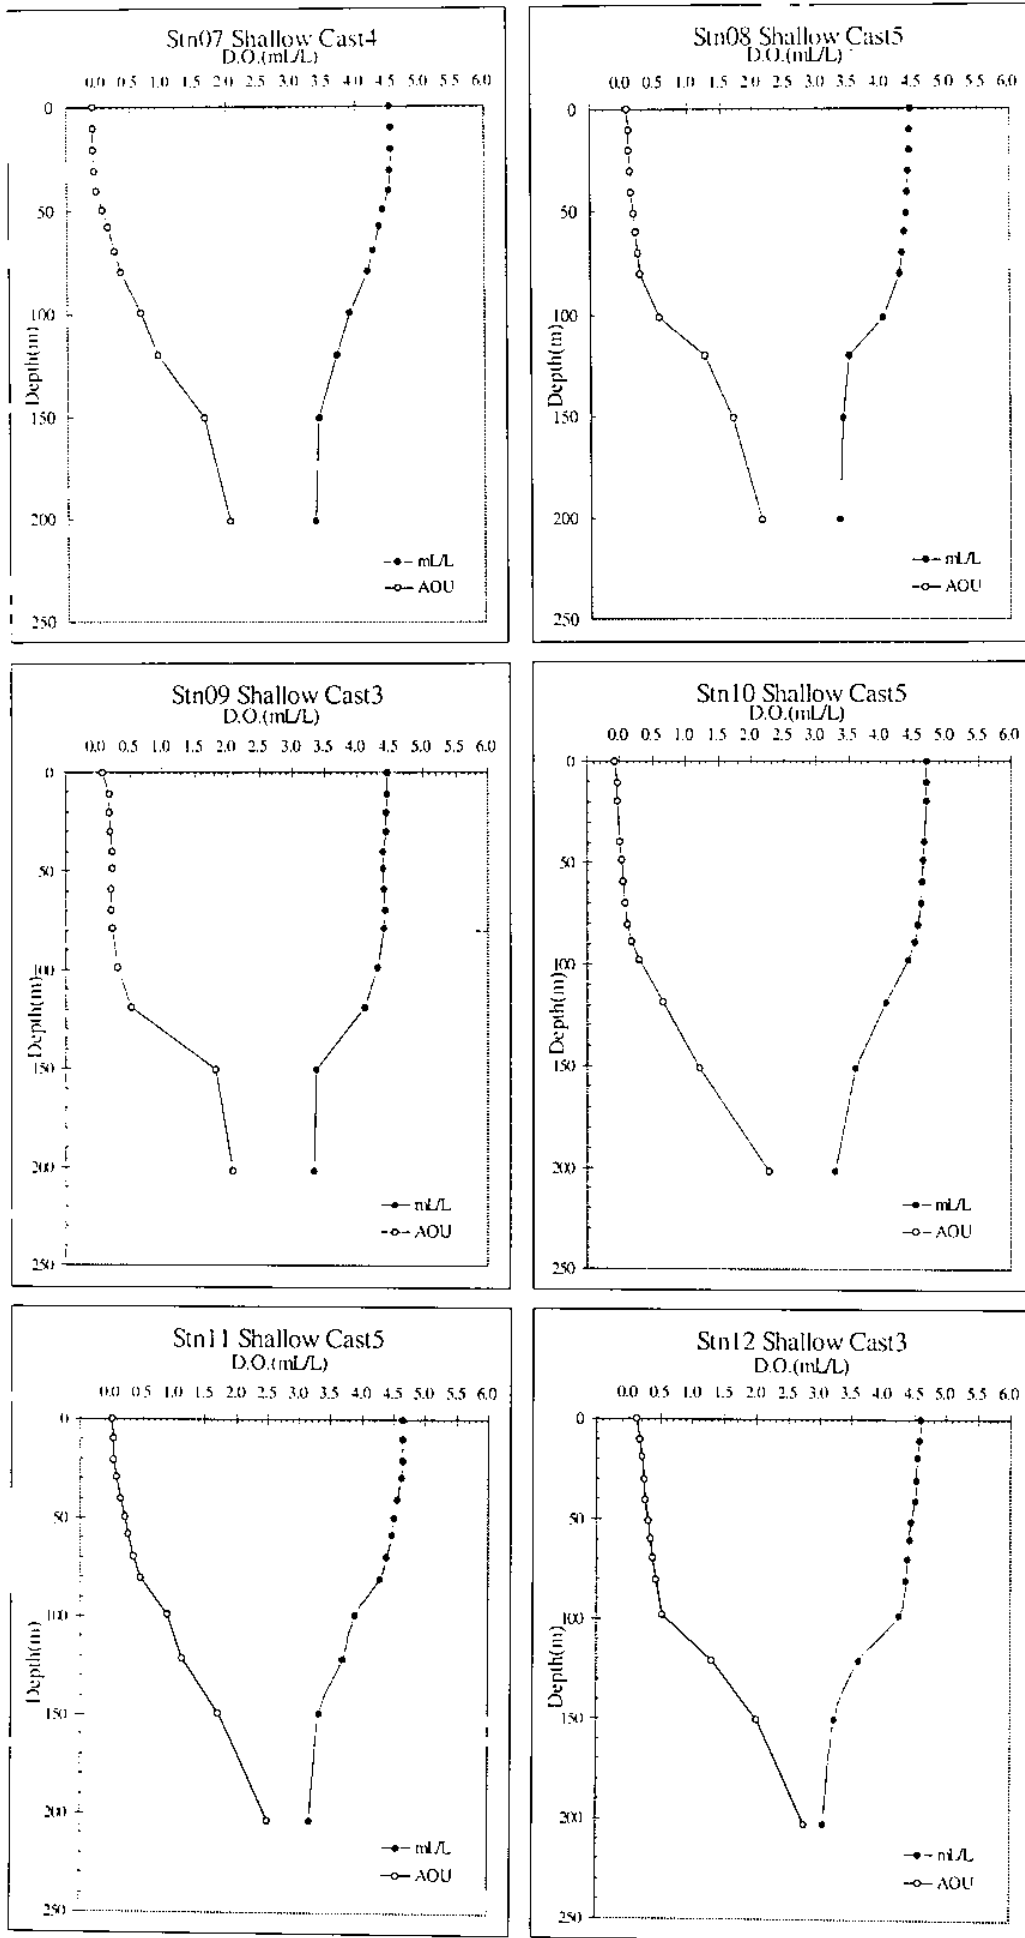 Stn07 Shallow Cast4
D.O.(mL/L)
0.0 0.5 1.0 1.5 2.0 2.5 3.0 3.5 4.0 4.5 5.0 5.5 6.0
0
50
100
150
200
250
Depth(m)
mL/L
AOU
Stn08 Shallow Cast5
D.O.(mL/L)
0.0 0.5 1.0 1.5 2.0 2.5 3.0 3.5 4.0 4.5 5.0 5.5 6.0
0
50
100
150
200
250
Depth(m)
mL/L
AOU
Stn09 Shallow Cast3
D.O.(mL/L)
0.0 0.5 1.0 1.5 2.0 2.5 3.0 3.5 4.0 4.5 5.0 5.5 6.0
0
50
100
150
200
250
Depth(m)
mL/L
AOU
Stn10 Shallow Cast5
D.O.(mL/L)
0.0 0.5 1.0 1.5 2.0 2.5 3.0 3.5 4.0 4.5 5.0 5.5 6.0
0
50
100
150
200
250
Depth(m)
mL/L
AOU
Stn11 Shallow Cast5
D.O.(mL/L)
0.0 0.5 1.0 1.5 2.0 2.5 3.0 3.5 4.0 4.5 5.0 5.5 6.0
0
50
100
150
200
250
Depth(m)
mL/L
AOU
Stn12 Shallow Cast3
D.O.(mL/L)
0.0 0.5 1.0 1.5 2.0 2.5 3.0 3.5 4.0 4.5 5.0 5.5 6.0
0
50
100
150
200
250
Depth(m)
mL/L
AOU